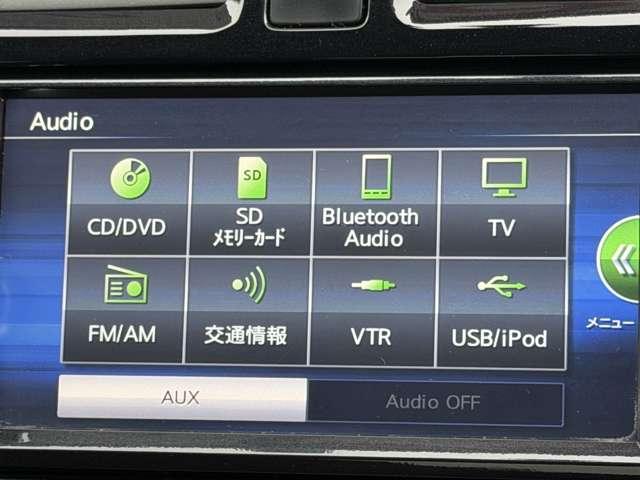 Audio
CD/DVD
SD
SD
メモリーカード
Bluetooth
Audio
TV
FM/AM
交通情報
VTR
USB/iPod
メニュー
AUX
Audio OFF